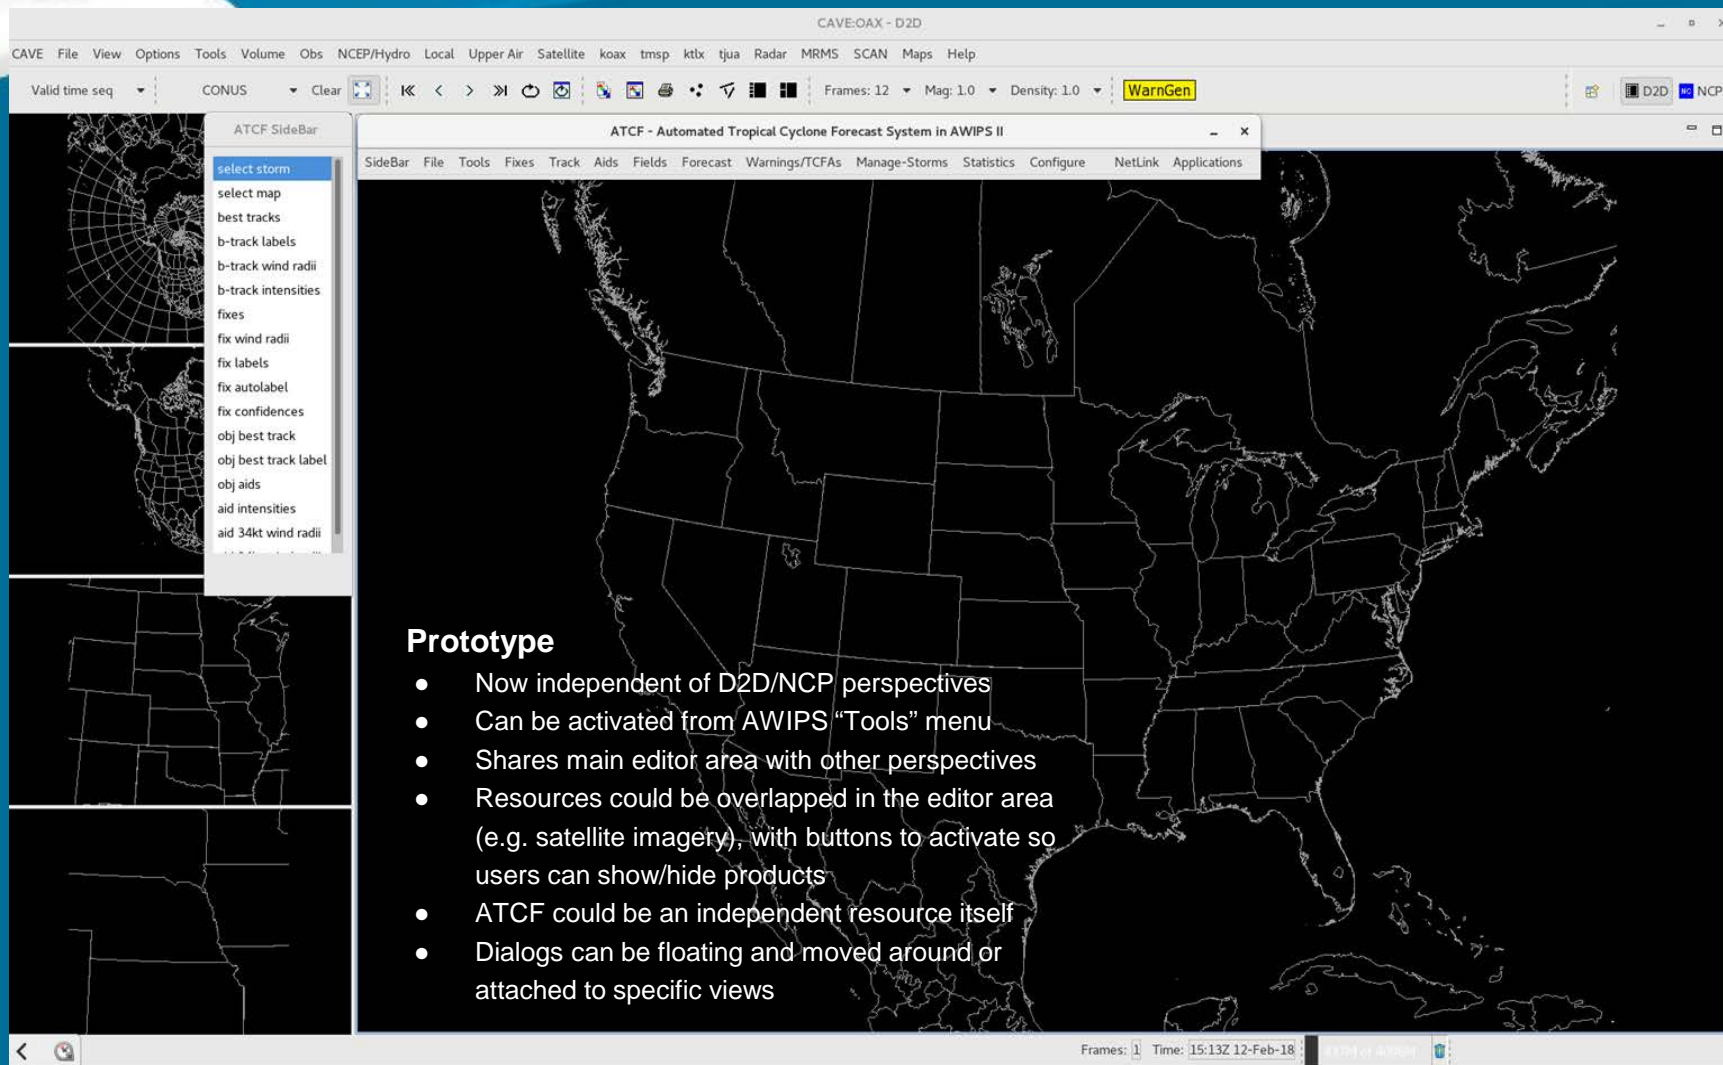 CAVE:OAX - D2D
CAVE File View Options Tools Volume Obs NCEP/Hydro Local Upper Air Satellite koax tmsp ktlx tjua Radar MRMS SCAN Maps Help
Valid time seq CONUS Clear Frames: 12 Mag: 1.0 Density: 1.0 WarnGen D2D NC NCP
ATCF SideBar
select storm
select map
best tracks
b-track labels
b-track wind radii
b-track intensities
fixes
fix wind radii
fix labels
fix autolabel
fix confidences
obj best track
obj best track label
obj aids
aid intensities
aid 34kt wind radii
ATCF - Automated Tropical Cyclone Forecast System in AWIPS II
SideBar File Tools Fixes Track Aids Fields Forecast Warnings/TCFAs Manage-Storms Statistics Configure NetLink Applications
Prototype
● Now independent of D2D/NCP perspectives
● Can be activated from AWIPS “Tools” menu
● Shares main editor area with other perspectives
● Resources could be overlapped in the editor area
(e.g. satellite imagery), with buttons to activate so
users can show/hide products
● ATCF could be an independent resource itself
● Dialogs can be floating and moved around or
attached to specific views
Frames: 1 Time: 15:13Z 12-Feb-18